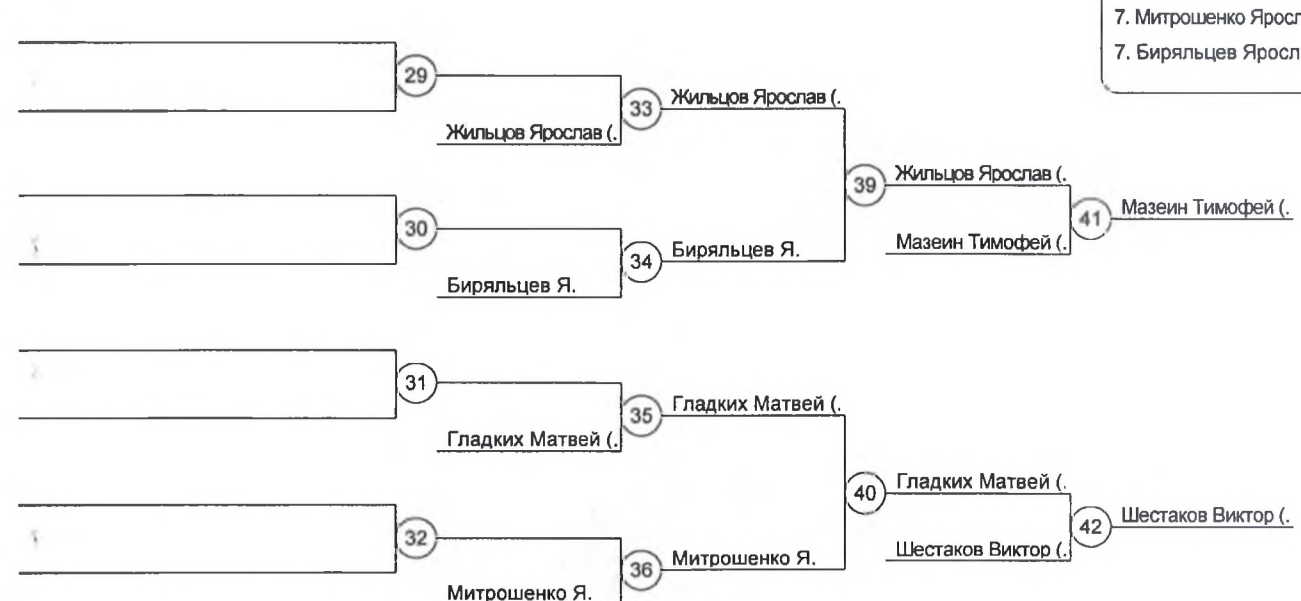 7. Митрошенко Яросл
7. Биряльцев Яросл
29
33
Жильцов Ярослав (.
Жильцов Ярослав (.
39
Жильцов Ярослав (.
41
Мазеин Тимофей (.
Мазеин Тимофей (.
30
34
Биряльцев Я.
Биряльцев Я.
31
35
Гладких Матвей (.
Гладких Матвей (.
40
Гладких Матвей (.
42
Шестаков Виктор (.
Шестаков Виктор (.
32
36
Митрошенко Я.
Митрошенко Я.